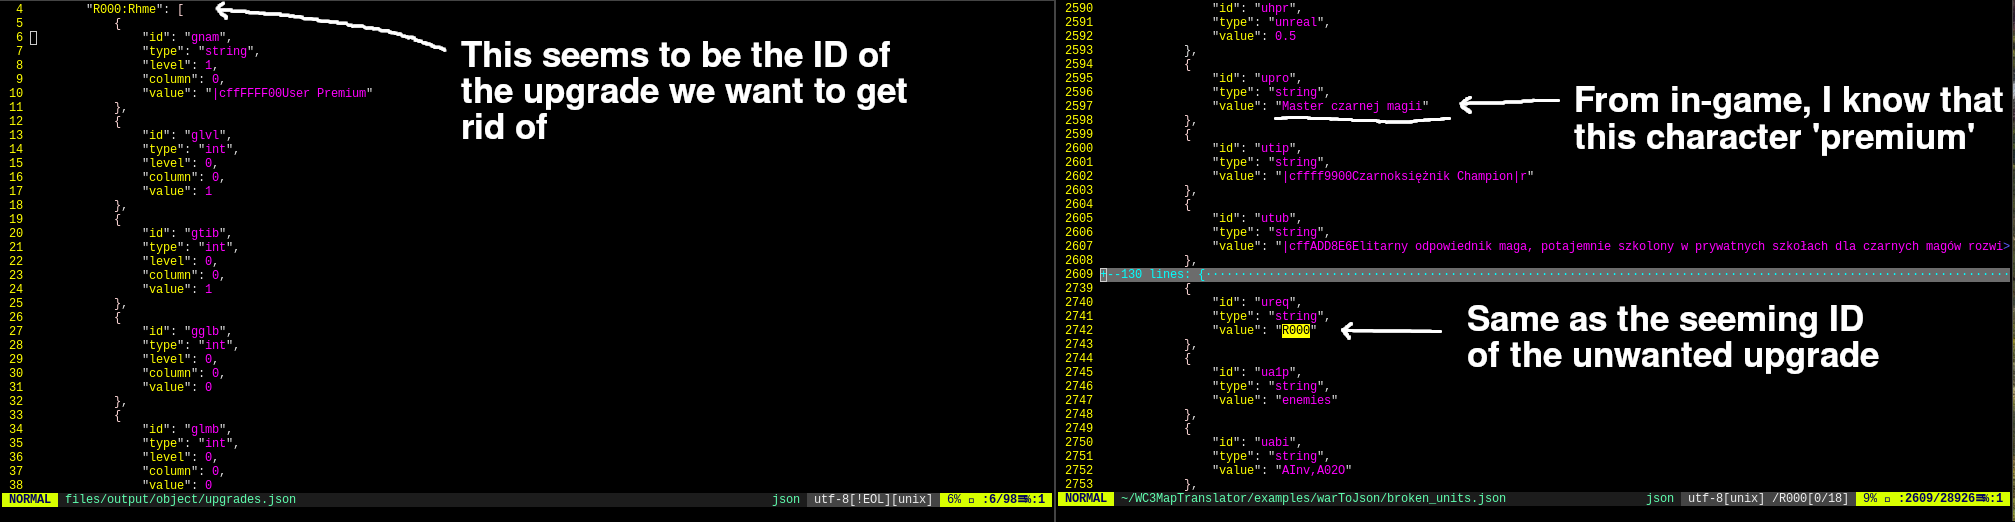 4 "R000:Rhme": [
5 {
6 "id": "gnam",
7 "type": "string",
8 "level": 1,
9 "column": 0,
10 "value": "|cffFFFF00User Premium"
11 },
12 {
13 "id": "glvl",
14 "type": "int",
15 "level": 0,
16 "column": 0,
17 "value": 1
18 },
19 {
20 "id": "gtib",
21 "type": "int",
22 "level": 0,
23 "column": 0,
24 "value": 1
25 },
26 {
27 "id": "gglb",
28 "type": "int",
29 "level": 0,
30 "column": 0,
31 "value": 0
32 },
33 {
34 "id": "glmb",
35 "type": "int",
36 "level": 0,
37 "column": 0,
38 "value": 0
NORMAL files/output/object/upgrades.json json utf-8[!EOL][unix] 6% :6/98 :1
This seems to be the ID of
the upgrade we want to get
rid of
2590 "id": "uhpr",
2591 "type": "unreal",
2592 "value": 0.5
2593 },
2594 {
2595 "id": "upro",
2596 "type": "string",
2597 "value": "Master czarnej magii"
2598 },
2599 {
2600 "id": "utip",
2601 "type": "string",
2602 "value": "|cffff9900Czarnoksiężnik Champion|r"
2603 },
2604 {
2605 "id": "utub",
2606 "type": "string",
2607 "value": "|cffADD8E6Elitarny odpowiednik maga, potajemnie szkolony w prywatnych szkołach dla czarnych magów rozwi>
2608 },
2609 +--130 lines: {
2739 {
2740 "id": "ureq",
2741 "type": "string",
2742 "value": "R000"
2743 },
2744 {
2745 "id": "ua1p",
2746 "type": "string",
2747 "value": "enemies"
2748 },
2749 {
2750 "id": "uabi",
2751 "type": "string",
2752 "value": "AInv,A02O"
2753 },
NORMAL ~/WC3MapTranslator/examples/warToJson/broken_units.json json utf-8[unix] /R000[0/18] 9% :2609/28926 :1
From in-game, I know that
this character 'premium'
Same as the seeming ID
of the unwanted upgrade